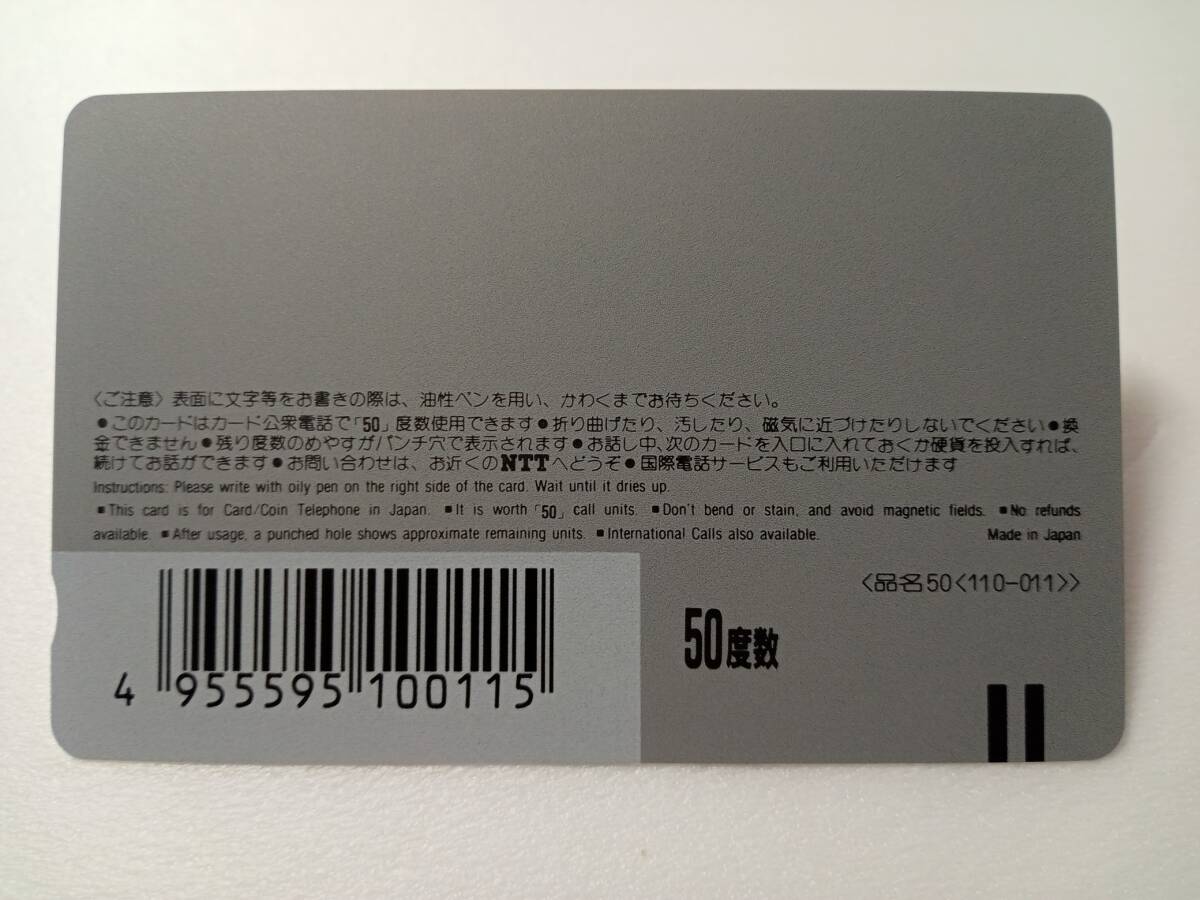 〈ご注意〉表面に文字等をお書きの際は、油性ペンを用い、かわくまでお待ちください。
●このカードはカード公衆電話で「50」度数使用できます●折り曲げたり、汚したり、磁気に近づけたりしないでください●換
金できません●残り度数のめやすがパンチ穴で表示されます●お話し中、次のカードを入口に入れておくか硬貨を投入すれば、
続けてお話ができます●お問い合わせは、お近くのNTTへどうぞ●国際電話サービスもご利用いただけます
Instructions: Please write with oily pen on the right side of the card. Wait until it dries up.
■This card is for Card/Coin Telephone in Japan. ■It is worth「50」call units. ■Don't bend or stain, and avoid magnetic fields. ■No refunds
available. ■After usage, a punched hole shows approximate remaining units. ■International Calls also available. Made in Japan
〈品名50〈110-011〉〉
50度数
4 955595 100115